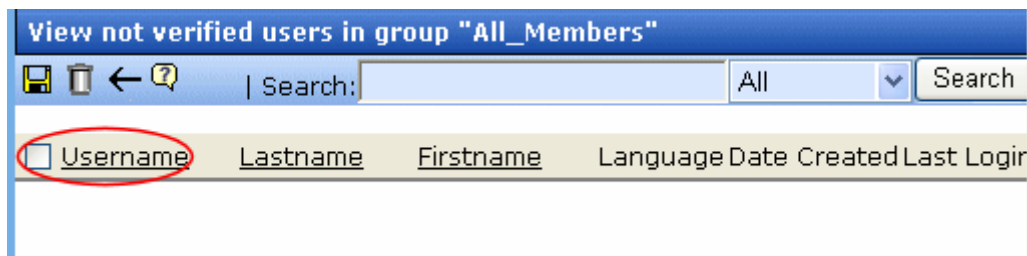 View not verified users in group "All_Members"
| Search: All Search
Username Lastname Firstname Language Date Created Last Login